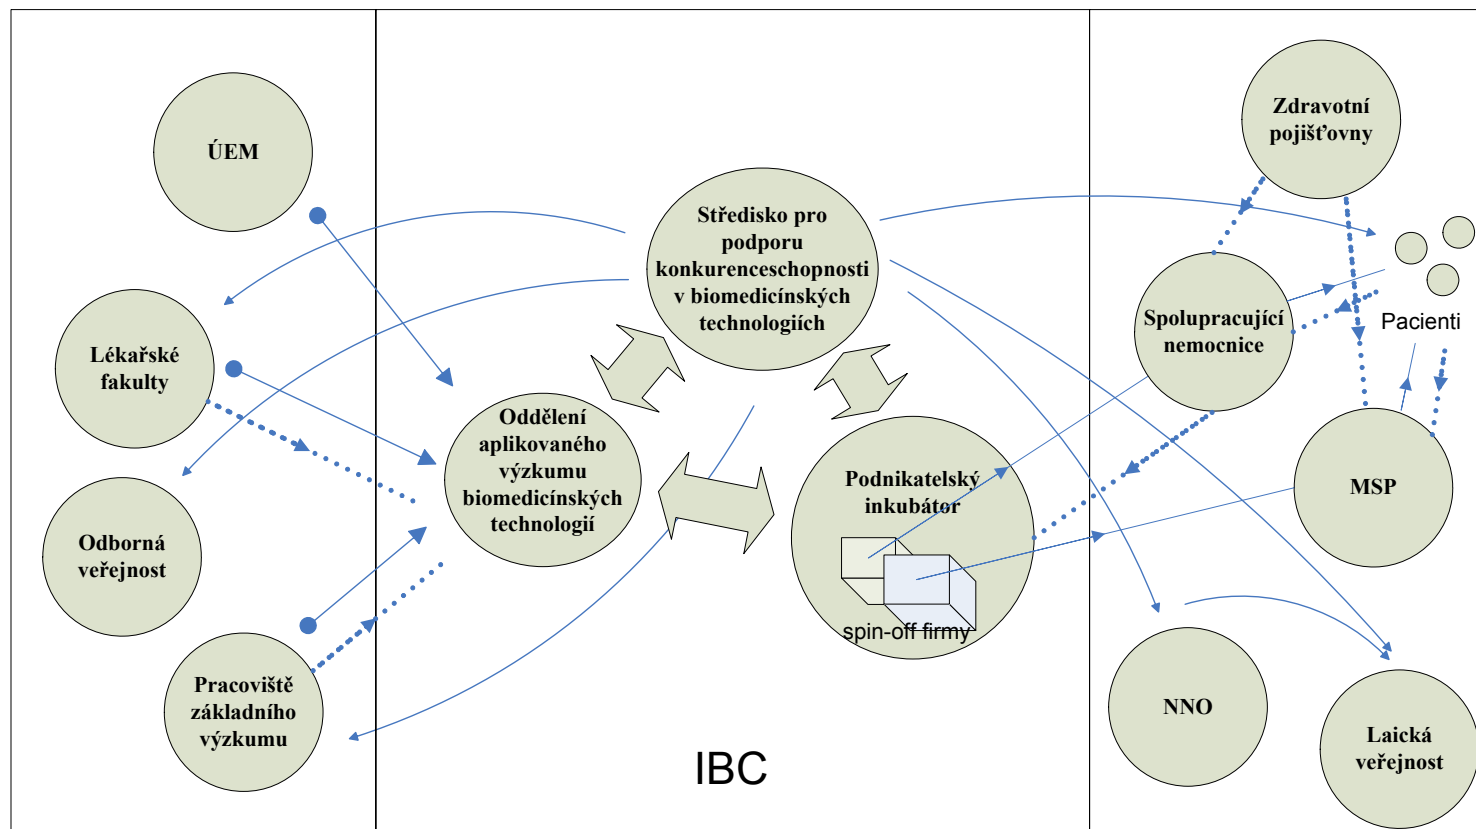 ÚEM
Lékařské
fakulty
Odborná
veřejnost
Pracoviště
základního
výzkumu
Středisko pro
podporu
konkurenceschopnosti
v biomedicínských
technologiích
Oddělení
aplikovaného
výzkumu
biomedicínských
technologií
Podnikatelský
inkubátor
spin-off firmy
IBC
Zdravotní
pojišťovny
Spolupracující
nemocnice
Pacienti
MSP
NNO
Laická
veřejnost